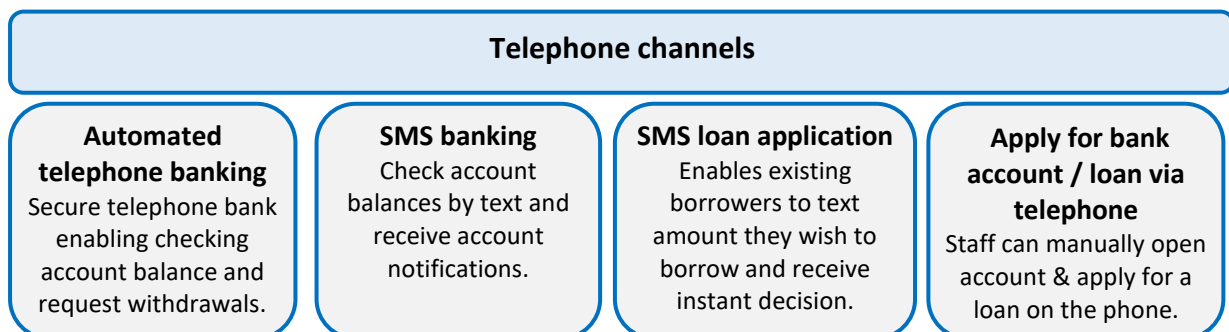 Telephone channels
Automated
telephone banking
Secure telephone bank
enabling checking
account balance and
request withdrawals.
SMS banking
Check account
balances by text and
receive account
notifications.
SMS loan application
Enables existing
borrowers to text
amount they wish to
borrow and receive
instant decision.
Apply for bank
account / loan via
telephone
Staff can manually open
account & apply for a
loan on the phone.